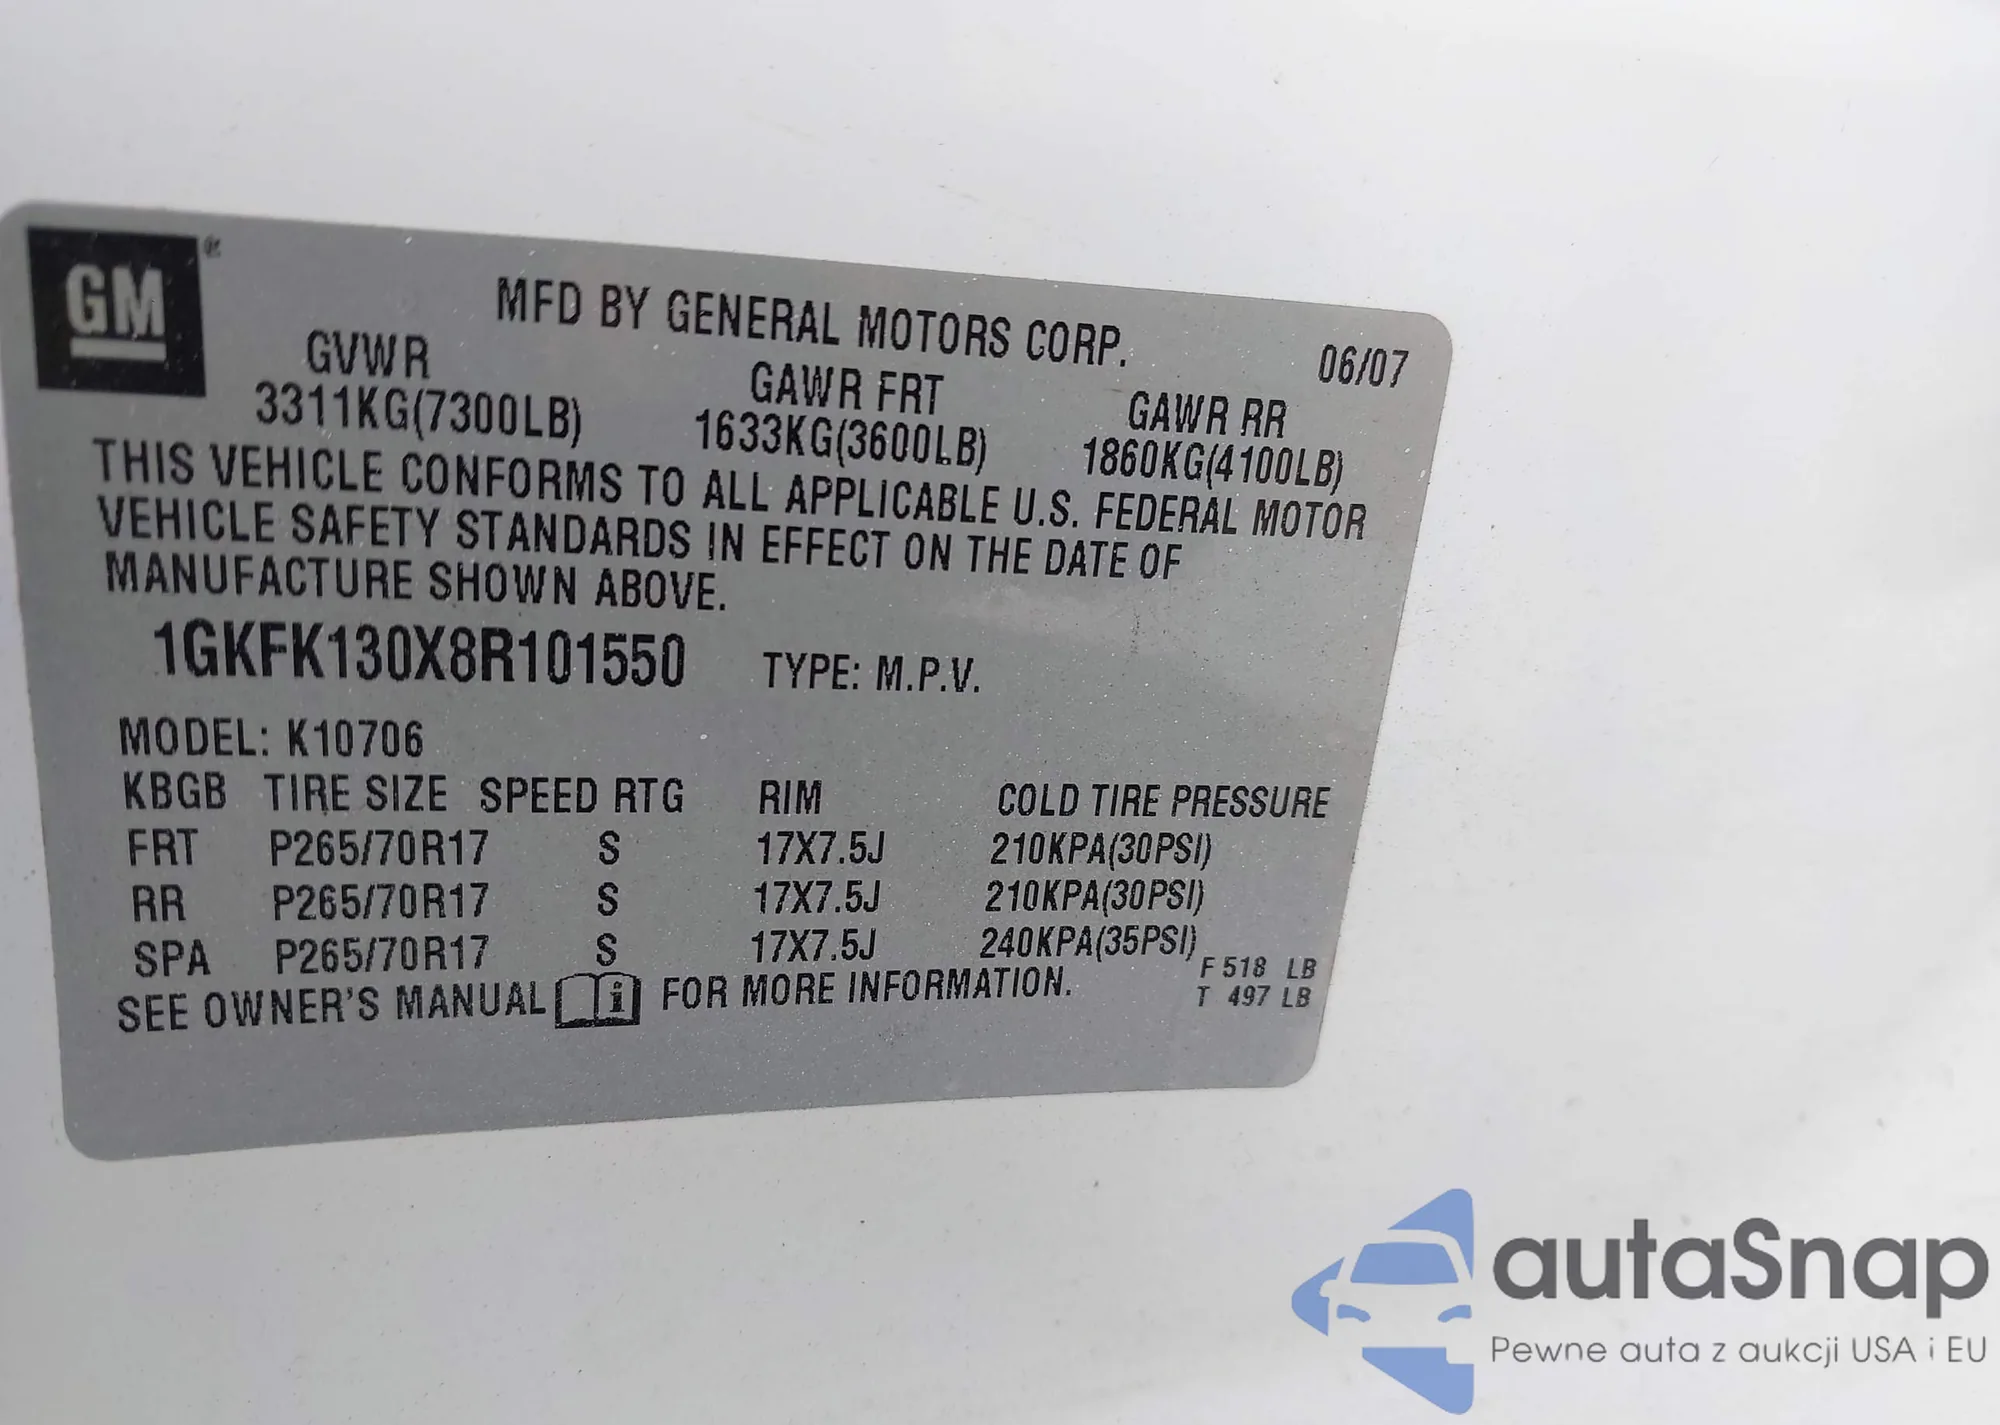 GM®
MFD BY GENERAL MOTORS CORP.
06/07
GVWR GAWR FRT GAWR RR
3311KG(7300LB) 1633KG(3600LB) 1860KG(4100LB)
THIS VEHICLE CONFORMS TO ALL APPLICABLE U.S. FEDERAL MOTOR
VEHICLE SAFETY STANDARDS IN EFFECT ON THE DATE OF
MANUFACTURE SHOWN ABOVE.
1GKFK130X8R101550 TYPE: M.P.V.
MODEL: K10706
KBGB TIRE SIZE SPEED RTG RIM COLD TIRE PRESSURE
FRT P265/70R17 S 17X7.5J 210KPA(30PSI)
RR P265/70R17 S 17X7.5J 210KPA(30PSI)
SPA P265/70R17 S 17X7.5J 240KPA(35PSI)
SEE OWNER'S MANUAL i FOR MORE INFORMATION.
F 518 LB
T 497 LB
autaSnap
Pewne auta z aukcji USA i EU